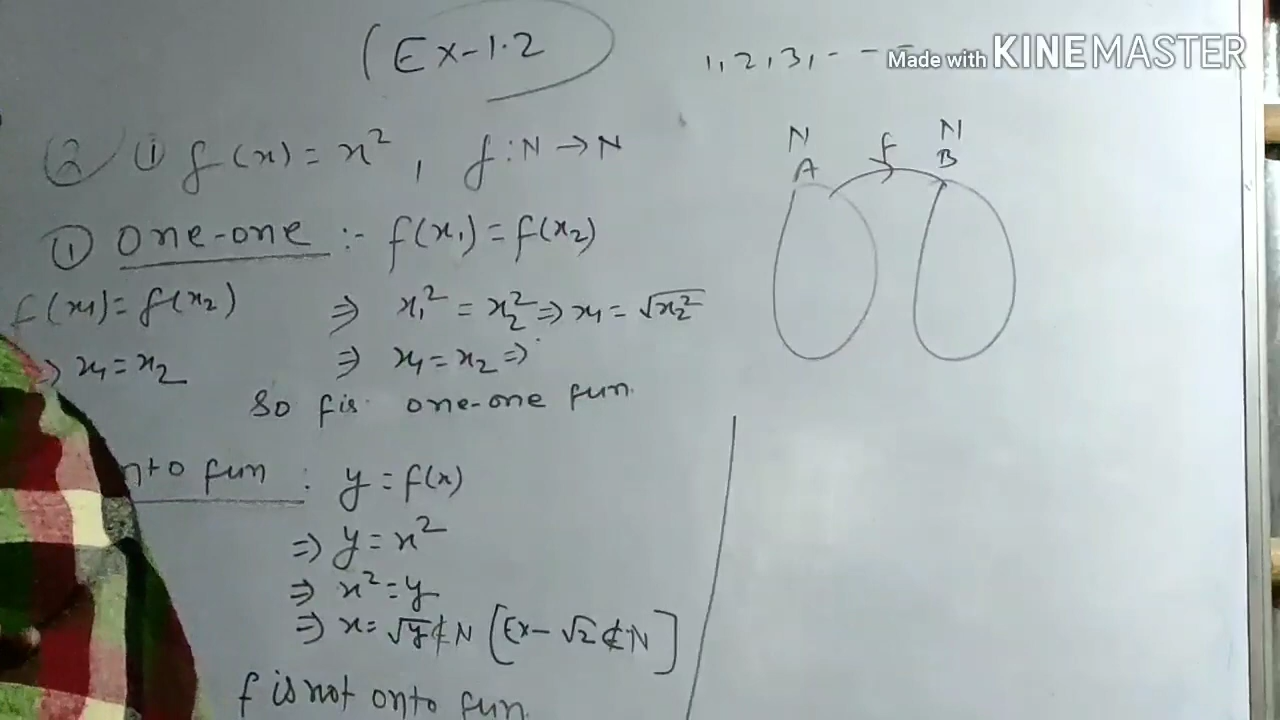 (Ex-1.2
1, 2, 3, - - -
Made with KINEMASTER
② ① f(x) = x², f: N → N
N f N
A B
① one-one :- f(x₁) = f(x₂)
f(x₁) = f(x₂) ⇒ x₁² = x₂² ⇒ x₁ = √x₂²
⇒ x₁ = x₂ ⇒ x₁ = x₂ ⇒
So f is one-one fun.
nto fun : y = f(x)
⇒ y = x²
⇒ x² = y
⇒ x = √y ∉ N [Ex- √2 ∉ N]
f is not onto fun.